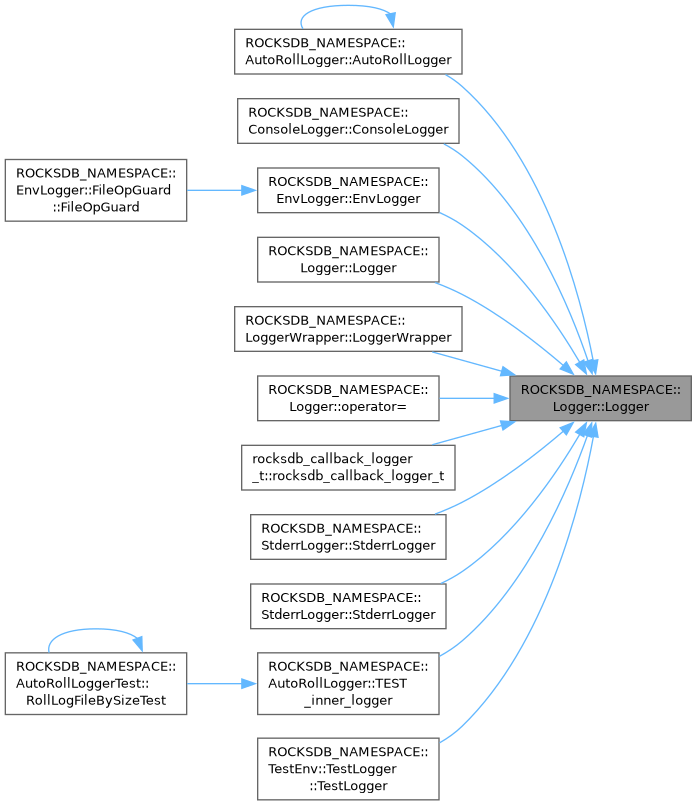 ROCKSDB_NAMESPACE::
AutoRollLogger::AutoRollLogger
ROCKSDB_NAMESPACE::
ConsoleLogger::ConsoleLogger
ROCKSDB_NAMESPACE::
EnvLogger::FileOpGuard
::FileOpGuard
ROCKSDB_NAMESPACE::
EnvLogger::EnvLogger
ROCKSDB_NAMESPACE::
Logger::Logger
ROCKSDB_NAMESPACE::
LoggerWrapper::LoggerWrapper
ROCKSDB_NAMESPACE::
Logger::operator=
ROCKSDB_NAMESPACE::
Logger::Logger
rocksdb_callback_logger
_t::rocksdb_callback_logger_t
ROCKSDB_NAMESPACE::
StderrLogger::StderrLogger
ROCKSDB_NAMESPACE::
StderrLogger::StderrLogger
ROCKSDB_NAMESPACE::
AutoRollLoggerTest::
RollLogFileBySizeTest
ROCKSDB_NAMESPACE::
AutoRollLogger::TEST
_inner_logger
ROCKSDB_NAMESPACE::
TestEnv::TestLogger
::TestLogger